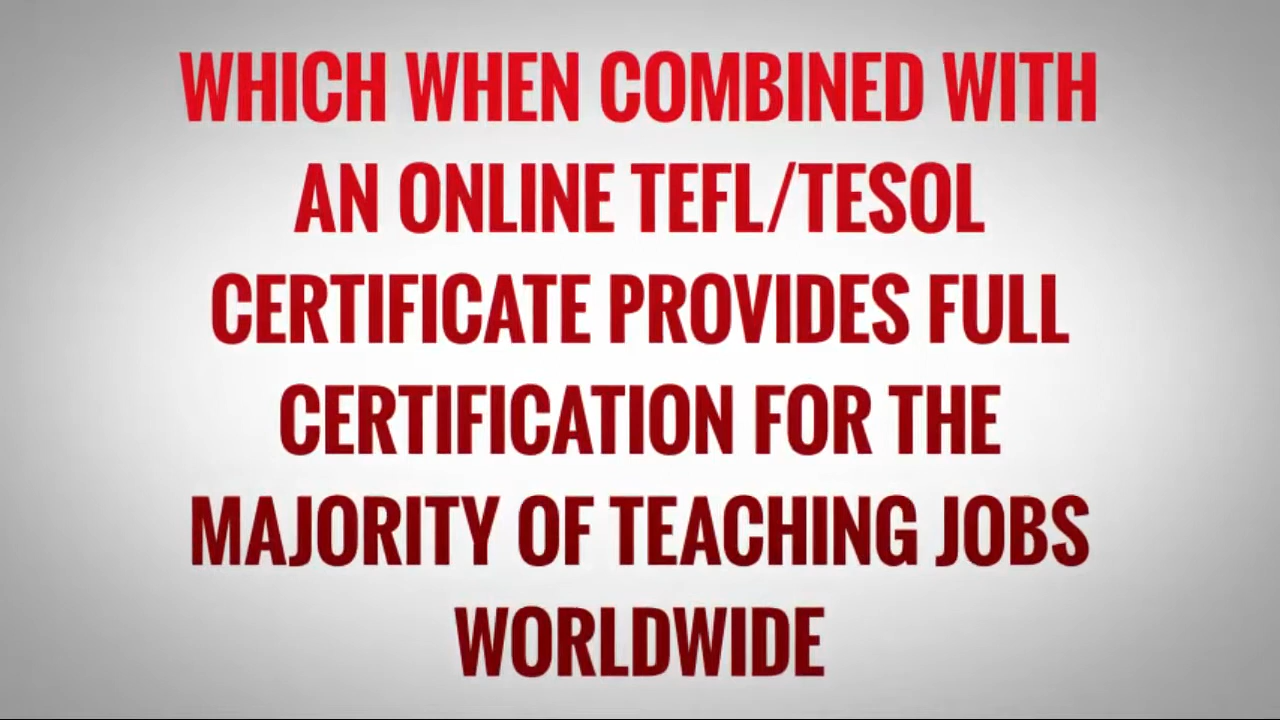 WHICH WHEN COMBINED WITH
AN ONLINE TEFL/TESOL
CERTIFICATE PROVIDES FULL
CERTIFICATION FOR THE
MAJORITY OF TEACHING JOBS
WORLDWIDE